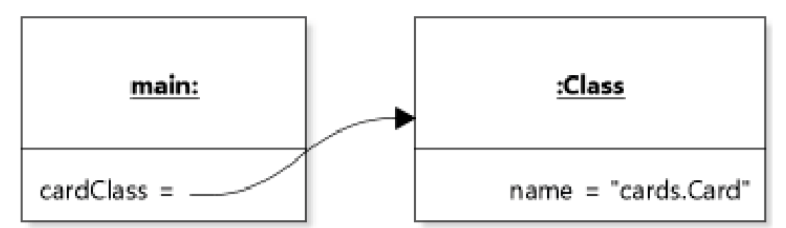 main:
:Class
cardClass =
name = "cards.Card"